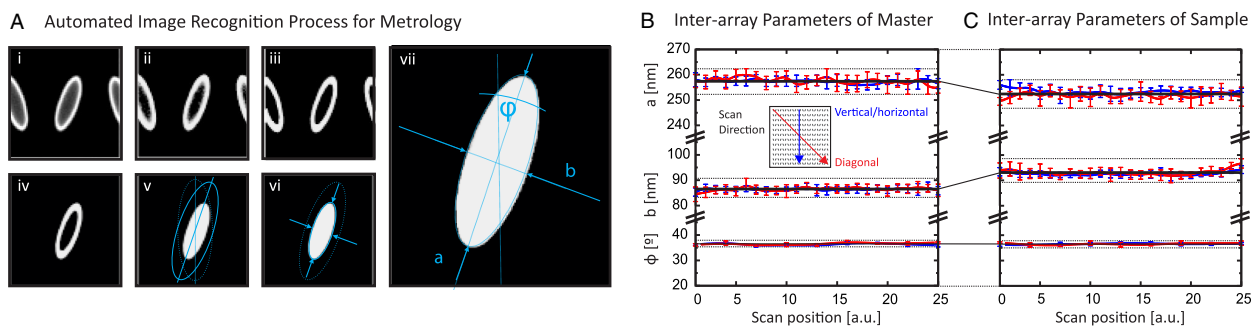 A Automated Image Recognition Process for Metrology
i
ii
iii
iv
v
vi
vii
φ
b
a
B Inter-array Parameters of Master
a [nm]
270
260
250
240
b [nm]
100
90
80
ϕ [º]
40
30
20
Scan
Direction
Vertical/horizontal
Diagonal
0 5 10 15 20 25
Scan position [a.u.]
C Inter-array Parameters of Sample
0 5 10 15 20 25
Scan position [a.u.]